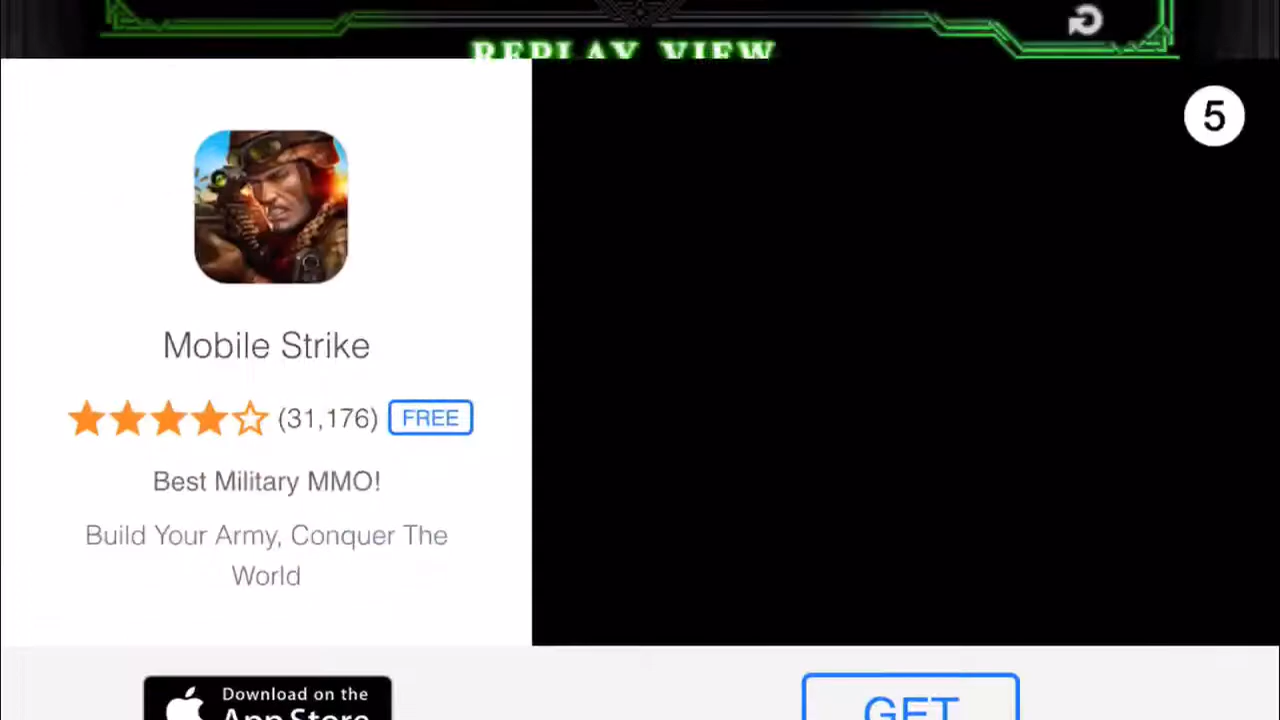 REPLAY VIEW
5
Mobile Strike
(31,176) FREE
Best Military MMO!
Build Your Army, Conquer The
World
Download on the
App Store
GET